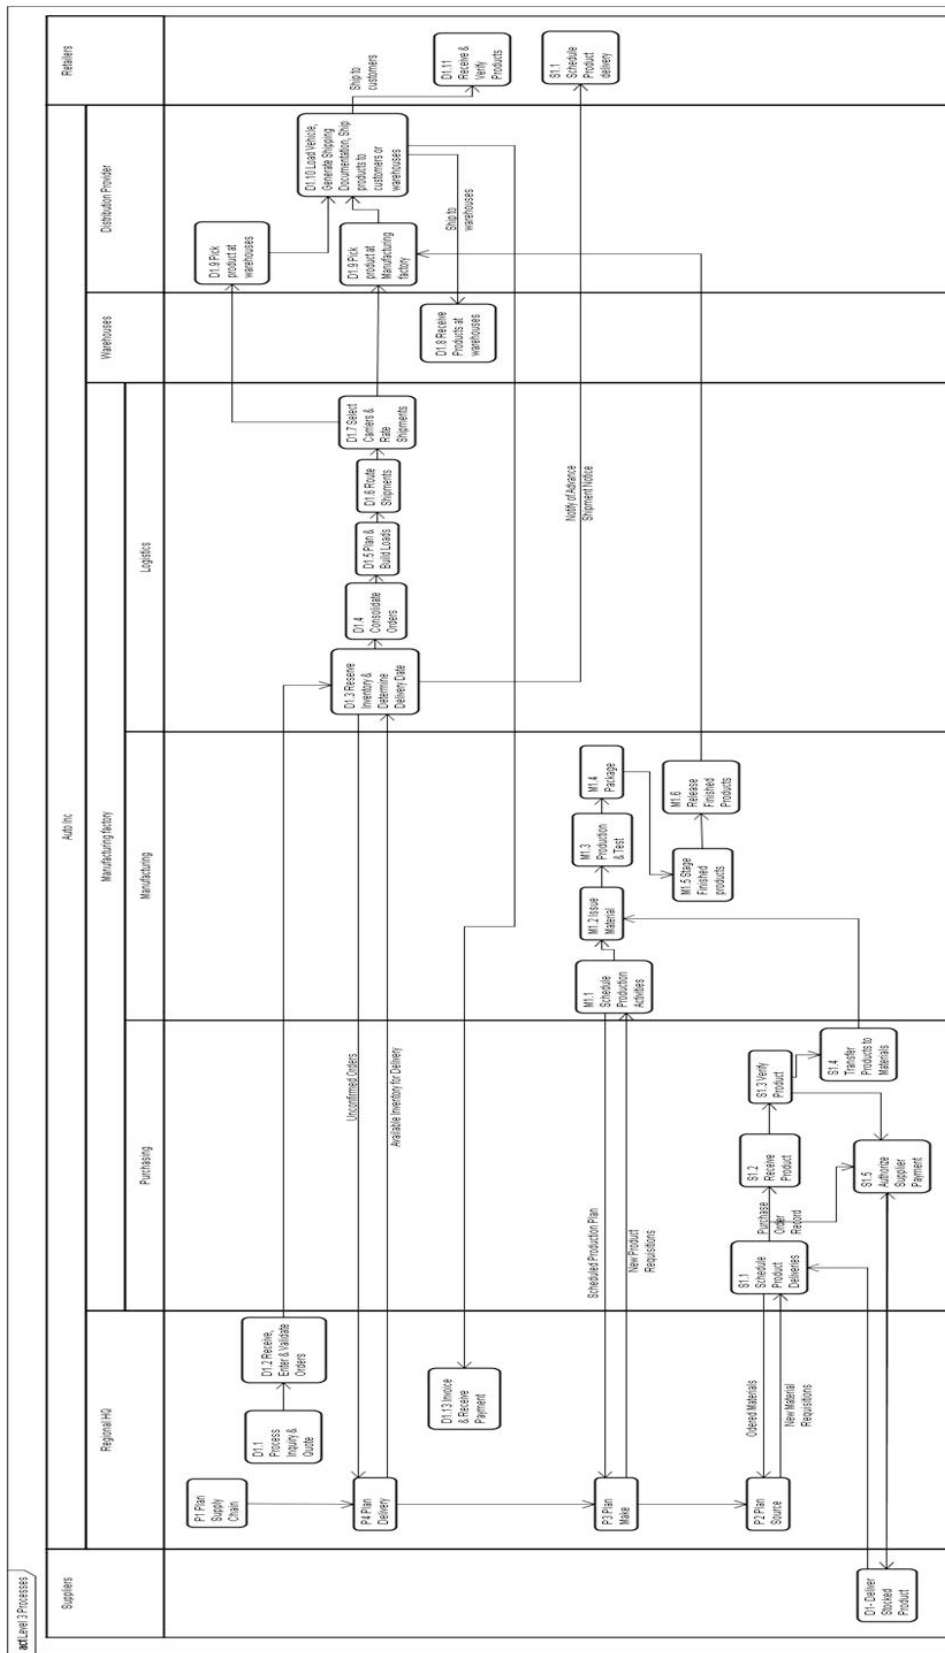 act Level 3 Processes
Suppliers
Auto Inc
Retailers
Regional HQ
Manufacturing factory
Warehouses
Distribution Provider
Purchasing
Manufacturing
Logistics
P1 Plan
Supply
Chain
D1.1
Process
Inquiry &
Quote
D1.2 Receive,
Enter & Validate
Orders
P4 Plan
Delivery
Unconfirmed Orders
Available Inventory for Delivery
D1.3 Reserve
Inventory &
Determine
Delivery Date
D1.4
Consolidate
Orders
D1.5 Plan &
Build Loads
D1.6 Route
Shipments
D1.7 Select
Carriers &
Rate
Shipments
D1.9 Pick
product at
warehouses
D1.9 Pick
product at
Manufacturing
factory
D1.10 Load Vehicle,
Generate Shipping
Documentation, Ship
products to
customers or
warehouses
Ship to
customers
D1.11
Receive &
Verify
Products
Ship to
warehouses
D1.8 Receive
Products at
warehouses
D1.13 Invoice
& Receive
Payment
Notify of Advance
Shipment Notice
S1.1
Schedule
Product
delivery
P3 Plan
Make
Scheduled Production Plan
New Product
Requisitions
M1.1
Schedule
Production
Activities
M1.2 Issue
Material
M1.3
Production
& Test
M1.4
Package
M1.5 Stage
Finished
products
M1.6
Release
Finished
Products
P2 Plan
Source
Odered Materials
New Material
Requisitions
S1.1
Schedule
Product
Deliveries
Purchase
Order
Record
S1.2
Receive
Product
S1.3 Verify
Product
S1.4
Transfer
Products to
Materials
S1.5
Authorize
Supplier
Payment
D1- Deliver
Stocked
Product